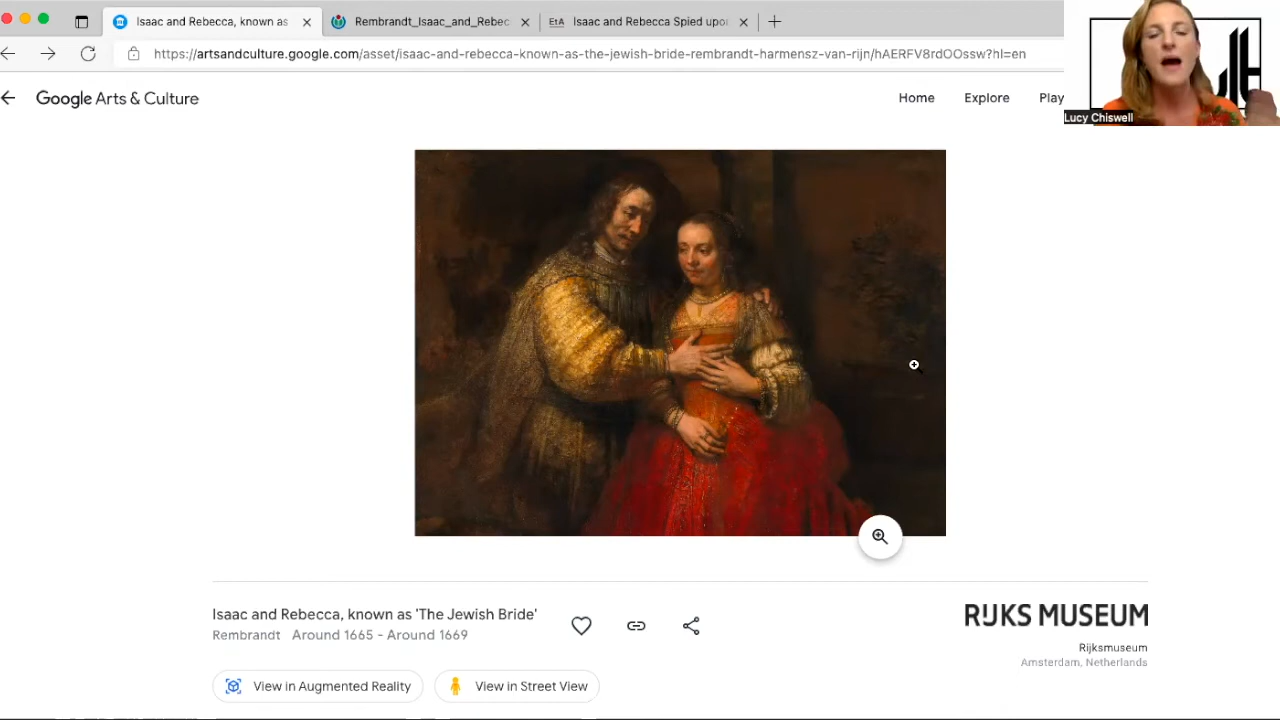 Isaac and Rebecca, known as
Rembrandt_Isaac_and_Rebec
EtA Isaac and Rebecca Spied upon
https://artsandculture.google.com/asset/isaac-and-rebecca-known-as-the-jewish-bride-rembrandt-harmensz-van-rijn/hAERFV8rdOOssw?hl=en
Google Arts & Culture
Home
Explore
Play
Lucy Chiswell
Isaac and Rebecca, known as 'The Jewish Bride'
Rembrandt Around 1665 - Around 1669
RIJKS MUSEUM
Rijksmuseum
Amsterdam, Netherlands
View in Augmented Reality
View in Street View